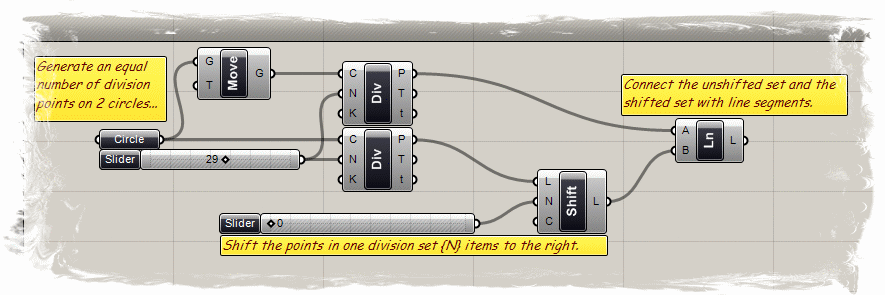 Generate an equal
number of division
points on 2 circles...
G
T
Move
G
C
N
K
Div
P
T
t
Connect the unshifted set and the
shifted set with line segments.
A
B
Ln
L
Circle
Slider
29
C
N
K
Div
P
T
t
L
N
C
Shift
L
Slider
0
Shift the points in one division set {N} items to the right.